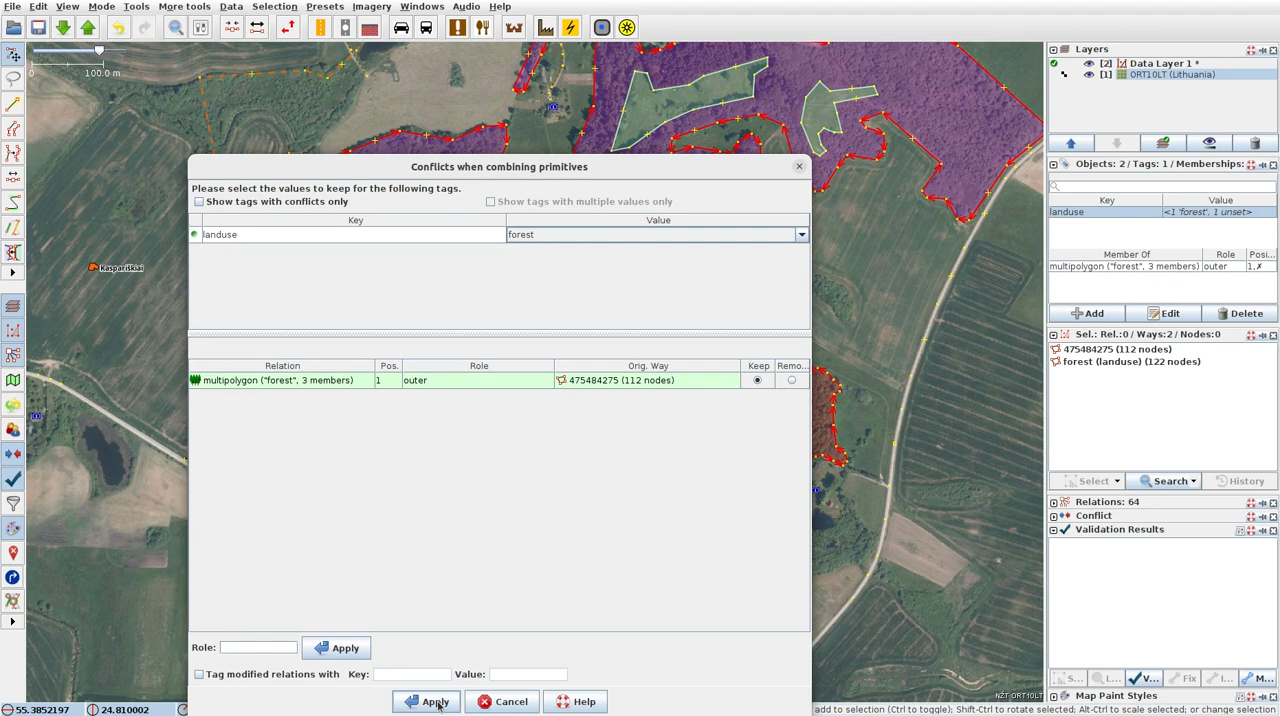 File Edit View Mode Tools More tools Data Selection Presets Imagery Windows Audio Help
0 100.0 m
Kaspariškiai
Conflicts when combining primitives
Please select the values to keep for the following tags.
Show tags with conflicts only Show tags with multiple values only
Key Value
landuse forest
Relation Pos. Role Orig. Way Keep Remo...
multipolygon ("forest", 3 members) 1 outer 475484275 (112 nodes)
Role: Apply
Tag modified relations with Key: Value:
Apply Cancel Help
Layers
[2] Data Layer 1 *
[1] ORT10LT (Lithuania)
Objects: 2 / Tags: 1 / Memberships:
Key Value
landuse <1 'forest', 1 unset>
Member Of Role Posi...
multipolygon ("forest", 3 members) outer 1,✗
Add Edit Delete
Sel.: Rel.:0 / Ways:2 / Nodes:0
475484275 (112 nodes)
forest (landuse) (122 nodes)
Select Search History
Relations: 64
Conflict
Validation Results
S... L... V... Fix I... M...
Map Paint Styles
NŽT ORT10LT
55.3852197 24.810002 add to selection (Ctrl to toggle); Shift-Ctrl to rotate selected; Alt-Ctrl to scale selected; or change selection